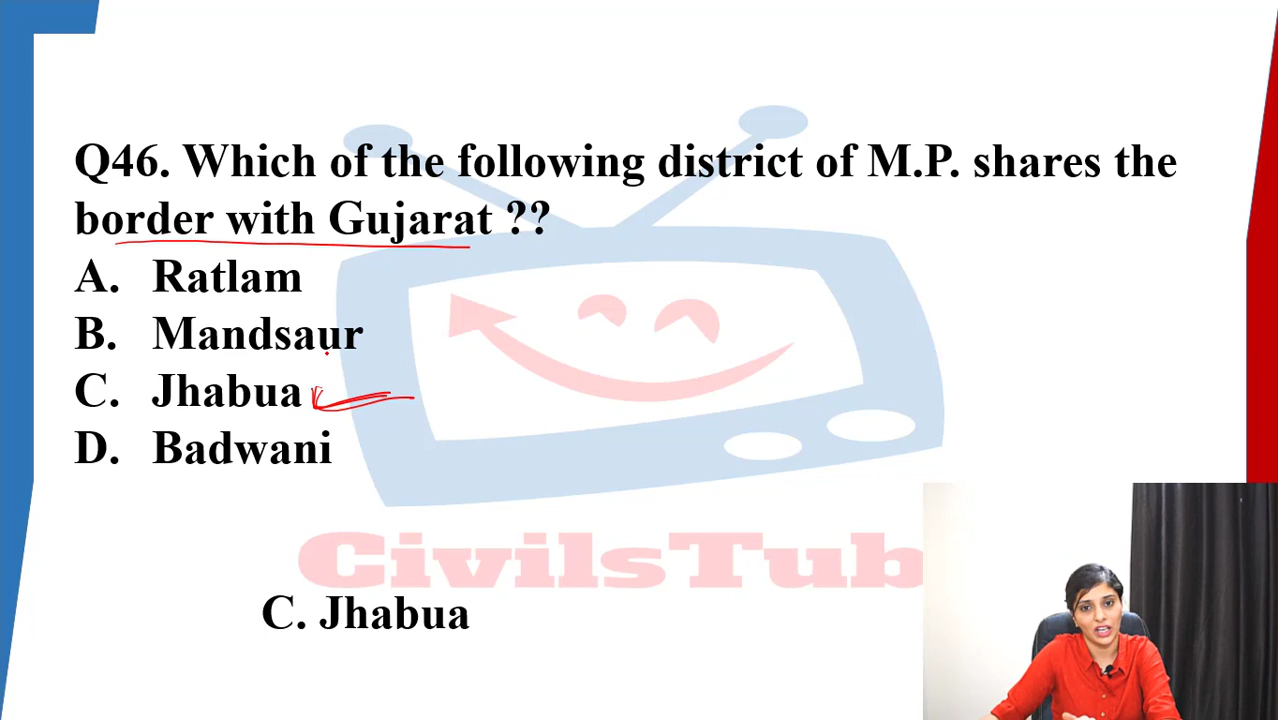 Q46. Which of the following district of M.P. shares the
border with Gujarat ??
A. Ratlam
B. Mandsaur
C. Jhabua
D. Badwani
CivilsTub
C. Jhabua